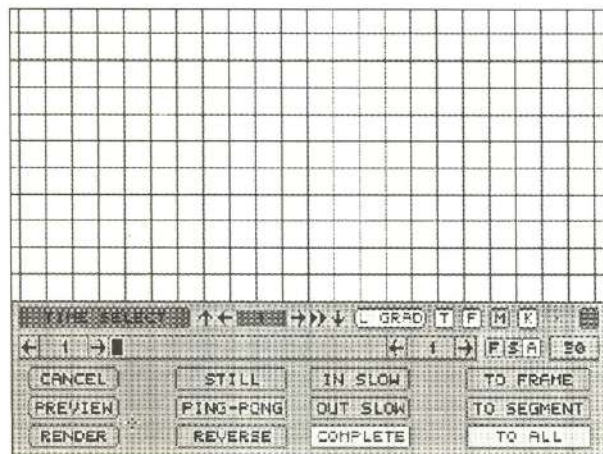 TIME SELECT 1 L GRAD T F M K
1 1 F S A 30
CANCEL STILL IN SLOW TO FRAME
PREVIEW PING-PONG OUT SLOW TO SEGMENT
RENDER REVERSE COMPLETE TO ALL